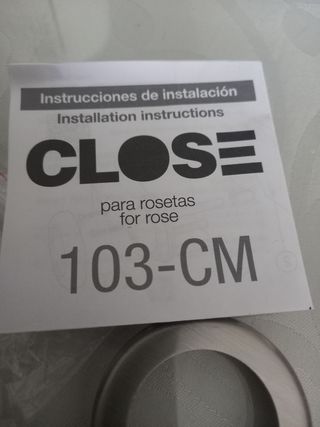 Instrucciones de instalación
Installation instructions
CLOSE
para rosetas
for rose
103-CM